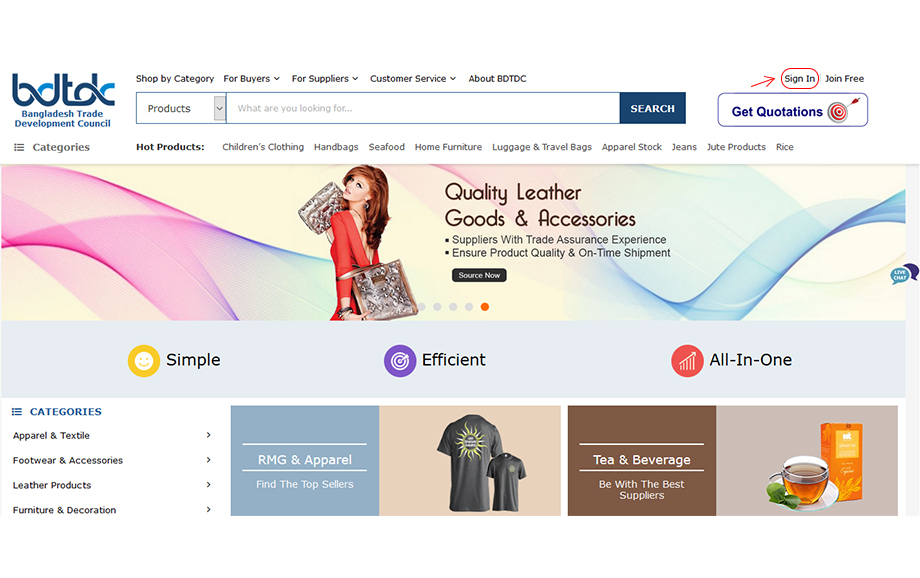 bdtdc
Bangladesh Trade
Development Council
Shop by Category For Buyers For Suppliers Customer Service About BDTDC Sign In Join Free
Products What are you looking for... SEARCH Get Quotations
Categories Hot Products: Children's Clothing Handbags Seafood Home Furniture Luggage & Travel Bags Apparel Stock Jeans Jute Products Rice
Quality Leather
Goods & Accessories
Suppliers With Trade Assurance Experience
Ensure Product Quality & On-Time Shipment
Source Now
LIVE
CHAT
Simple Efficient All-In-One
CATEGORIES
Apparel & Textile
Footwear & Accessories
Leather Products
Furniture & Decoration
RMG & Apparel
Find The Top Sellers
Tea & Beverage
Be With The Best
Suppliers